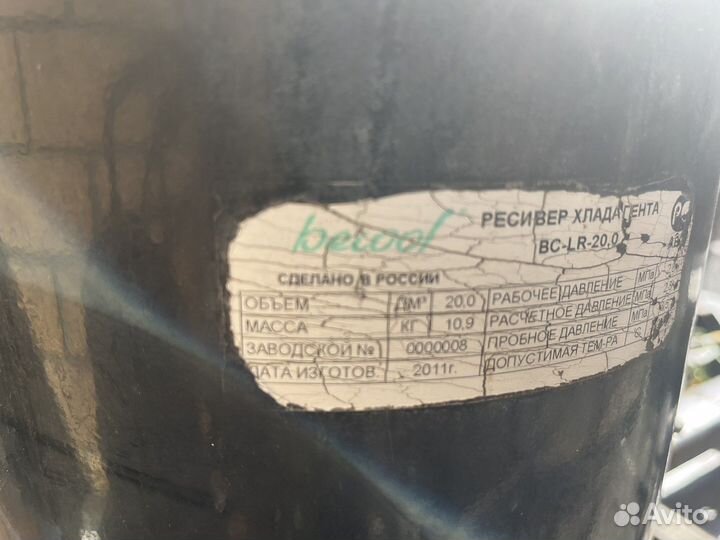 becool
РЕСИВЕР ХЛАДАГЕНТА
BC-LR-20,0
СДЕЛАНО В РОССИИ
ОБЪЕМ ДМ³ 20.0
МАССА КГ 10,9
ЗАВОДСКОЙ № 0000008
ДАТА ИЗГОТОВ. 2011г.
РАБОЧЕЕ ДАВЛЕНИЕ МПа
РАСЧЕТНОЕ ДАВЛЕНИЕ МПа
ПРОБНОЕ ДАВЛЕНИЕ МПа
ДОПУСТИМАЯ ТЕМ-РА С
Avito